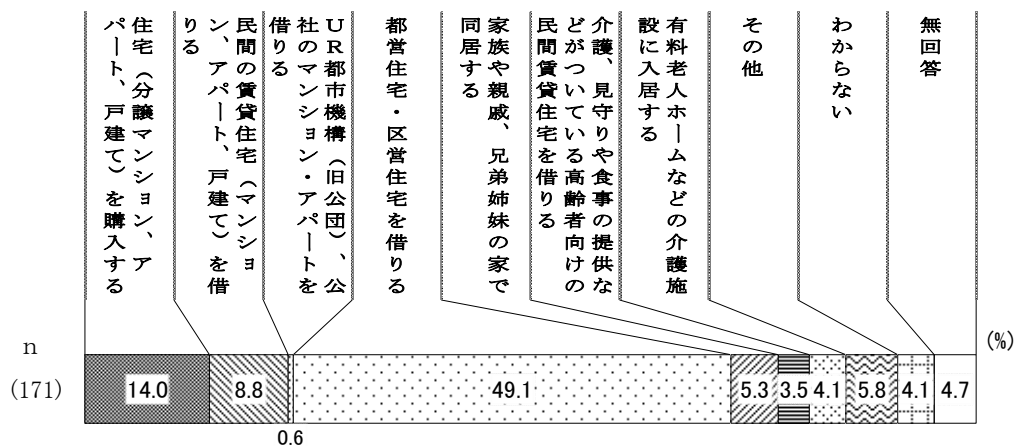 住宅（分譲マンション、ア
パート、戸建て）を購入する
民間の賃貸住宅（マンショ
ン、アパート、戸建て）を借
りる
ＵＲ都市機構（旧公団）、公
社のマンション・アパートを
借りる
都営住宅・区営住宅を借りる
家族や親戚、兄弟姉妹の家で
同居する
介護、見守りや食事の提供な
どがついている高齢者向けの
民間賃貸住宅を借りる
有料老人ホームなどの介護施
設に入居する
その他
わからない
無回答
(%)
n
(171)
14.0
8.8
0.6
49.1
5.3
3.5
4.1
5.8
4.1
4.7